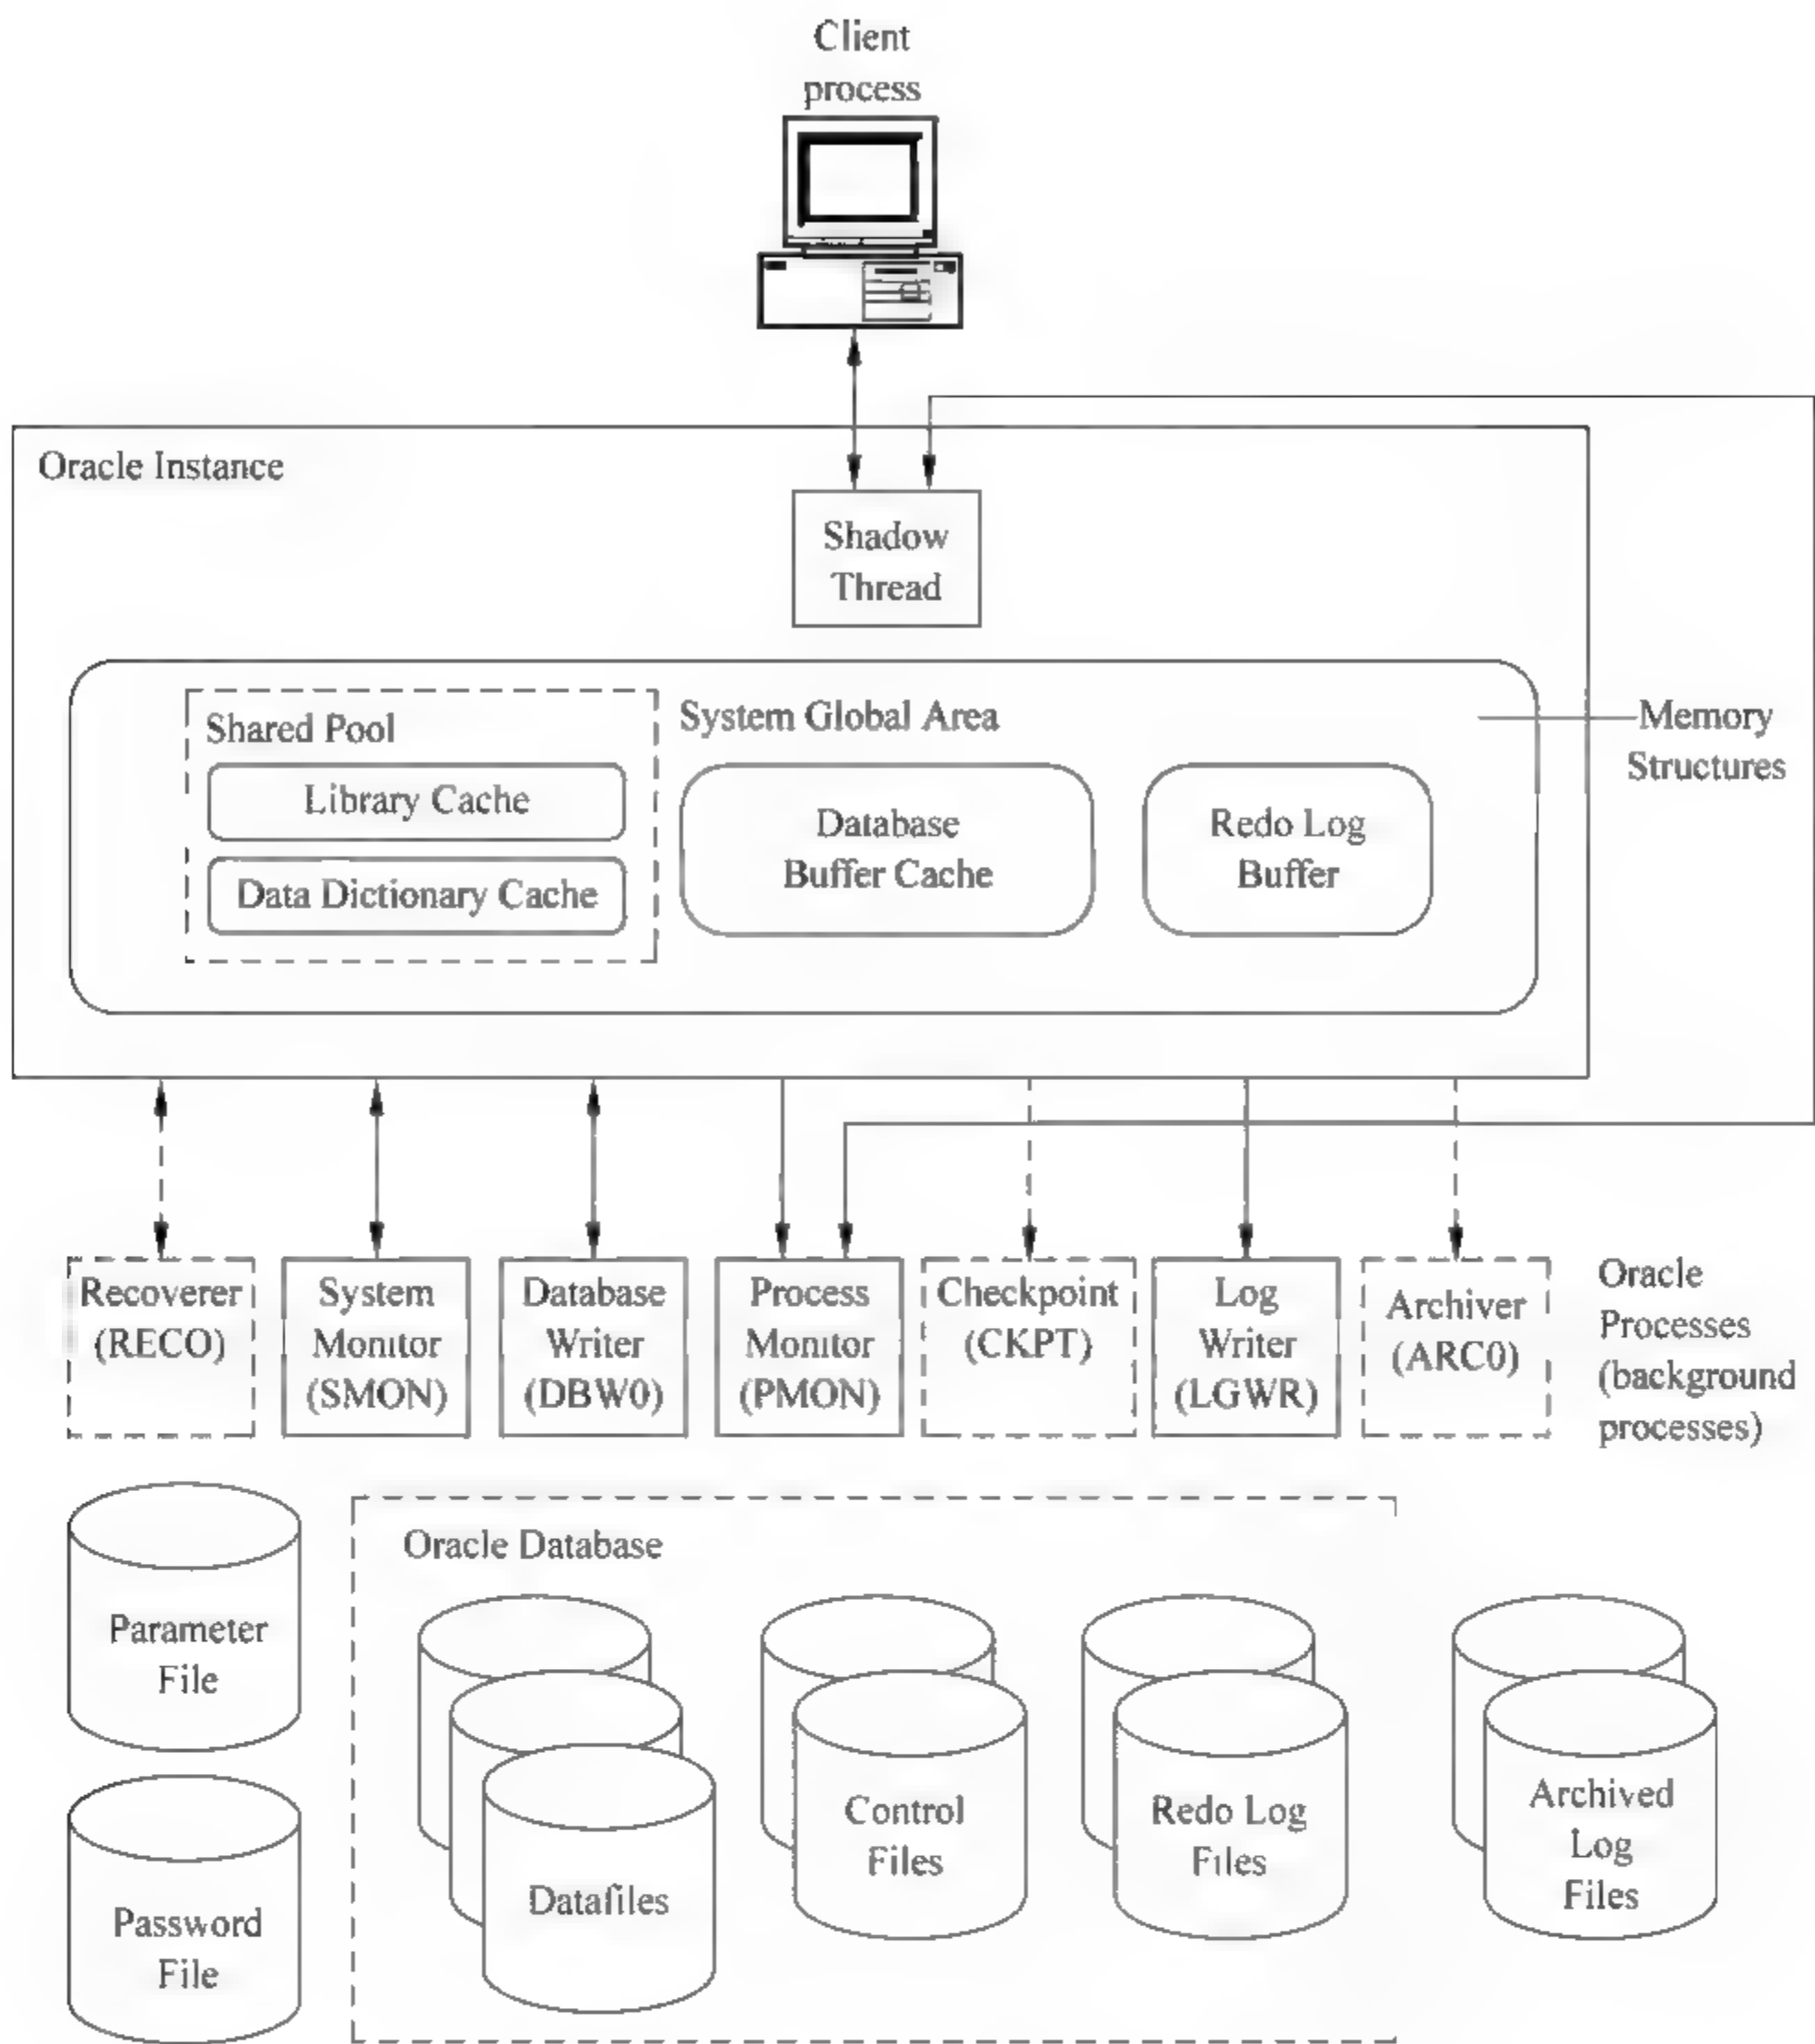 Client
process
Oracle Instance
Shadow
Thread
Shared Pool
System Global Area
Memory
Structures
Library Cache
Data Dictionary Cache
Database
Buffer Cache
Redo Log
Buffer
Recoverer
(RECO)
System
Monitor
(SMON)
Database
Writer
(DBW0)
Process
Monitor
(PMON)
Checkpoint
(CKPT)
Log
Writer
(LGWR)
Archiver
(ARC0)
Oracle
Processes
(background
processes)
Parameter
File
Password
File
Oracle Database
Datafiles
Control
Files
Redo Log
Files
Archived
Log
Files